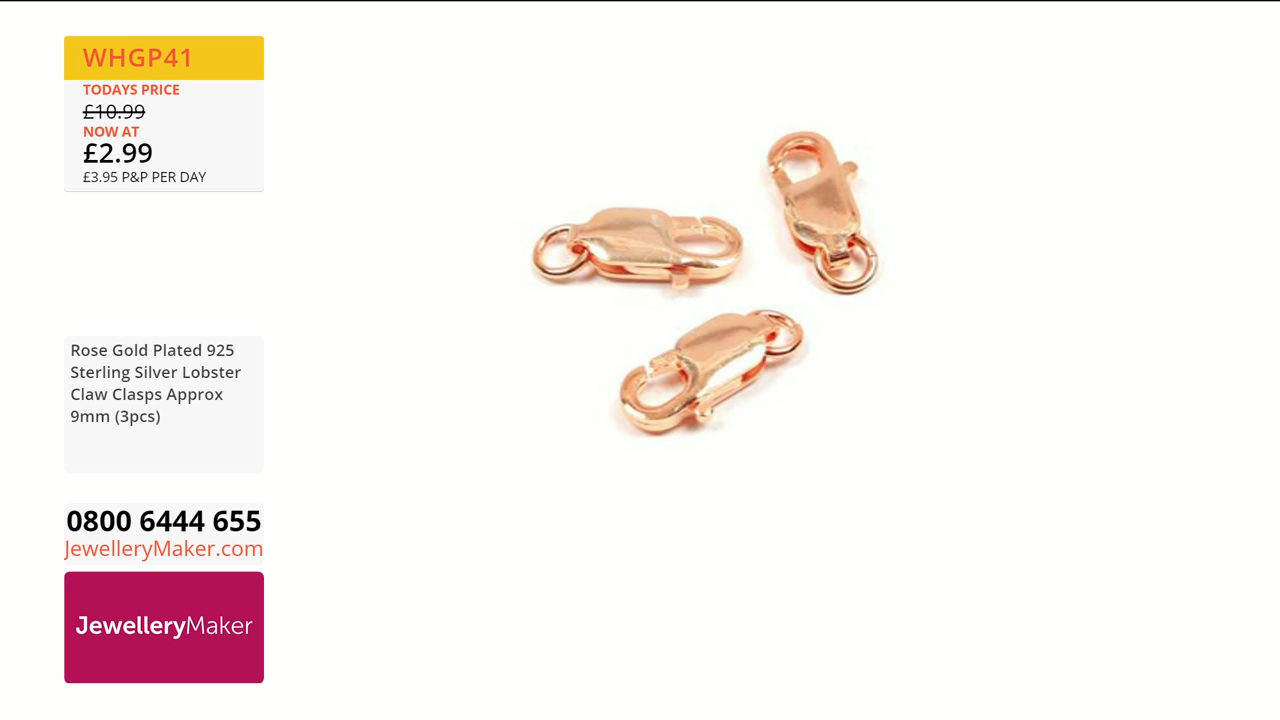 WHGP41
TODAYS PRICE
£10.99
NOW AT
£2.99
£3.95 P&P PER DAY
Rose Gold Plated 925
Sterling Silver Lobster
Claw Clasps Approx
9mm (3pcs)
0800 6444 655
JewelleryMaker.com
JewelleryMaker